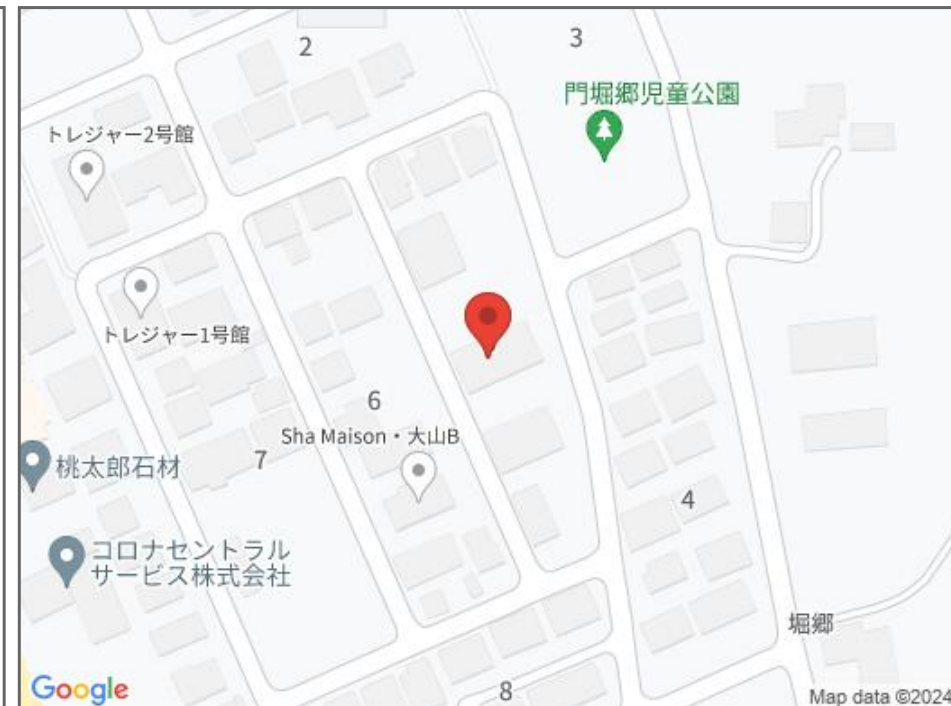 2
3
門堀郷児童公園
トレジャー2号館
トレジャー1号館
6
Sha Maison・大山B
7
桃太郎石材
4
コロナセントラル
サービス株式会社
堀郷
8
Google
Map data ©2024